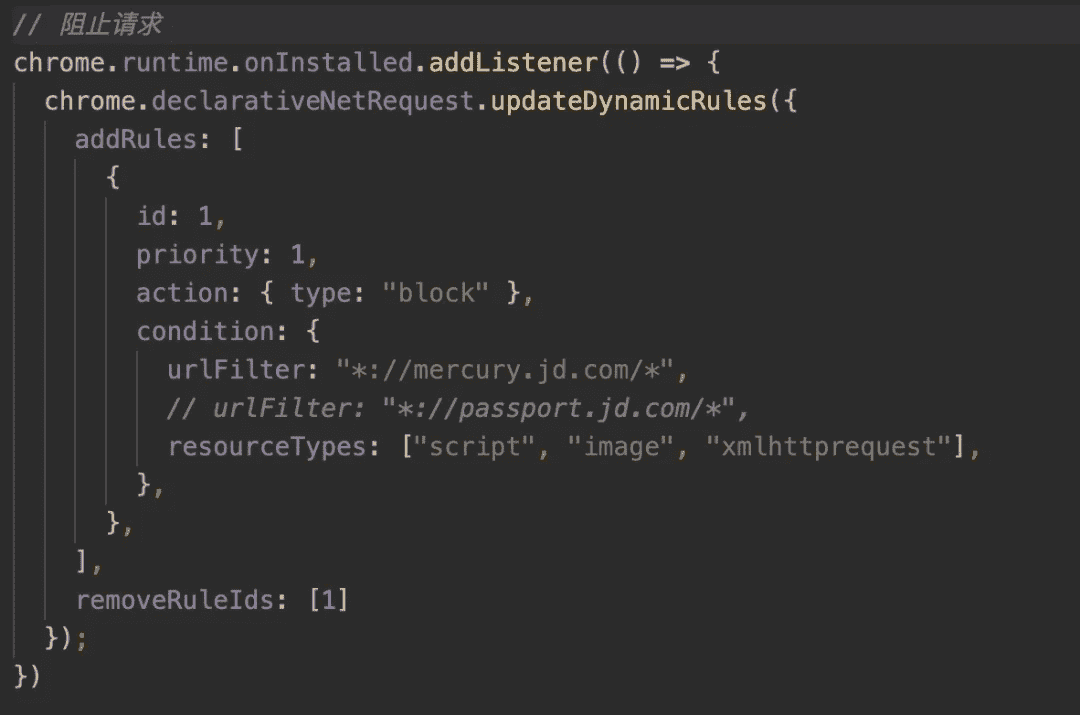 // 阻止请求
chrome.runtime.onInstalled.addListener(() => {
  chrome.declarativeNetRequest.updateDynamicRules({
    addRules: [
      {
        id: 1,
        priority: 1,
        action: { type: "block" },
        condition: {
          urlFilter: "*://mercury.jd.com/*",
          // urlFilter: "*://passport.jd.com/*",
          resourceTypes: ["script", "image", "xmlhttprequest"],
        },
      },
    ],
    removeRuleIds: [1]
  });
})